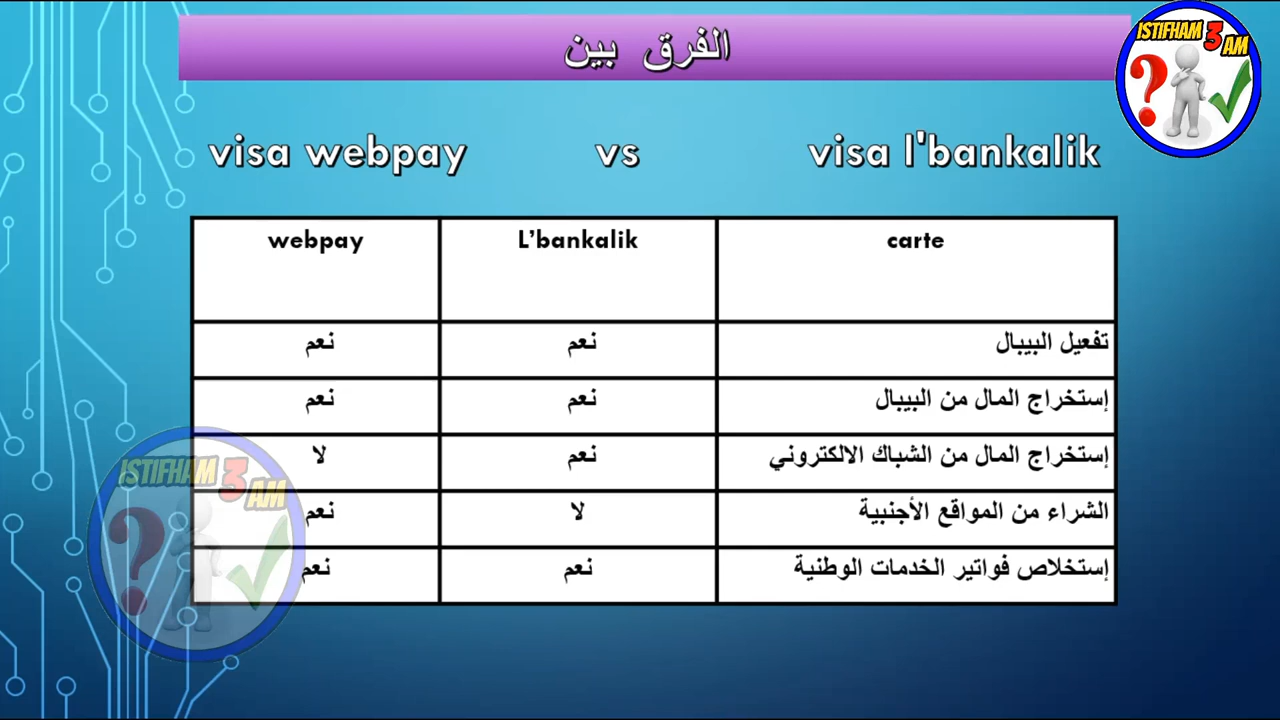 الفرق بين
ISTIFHAM 3 AM
visa webpay vs visa l'bankalik
webpay L’bankalik carte
تفعيل البيبال نعم نعم
إستخراج المال من البيبال نعم نعم
إستخراج المال من الشباك الالكتروني نعم لا
الشراء من المواقع الأجنبية لا نعم
إستخلاص فواتير الخدمات الوطنية نعم نعم
ISTIFHAM 3 AM